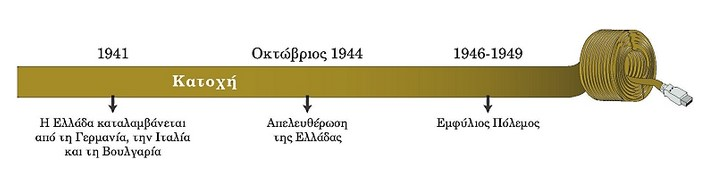 1941
Οκτώβριος 1944
1946-1949
Κατοχή
Η Ελλάδα καταλαμβάνεται
από τη Γερμανία, την Ιταλία
και τη Βουλγαρία
Απελευθέρωση
της Ελλάδας
Εμφύλιος Πόλεμος